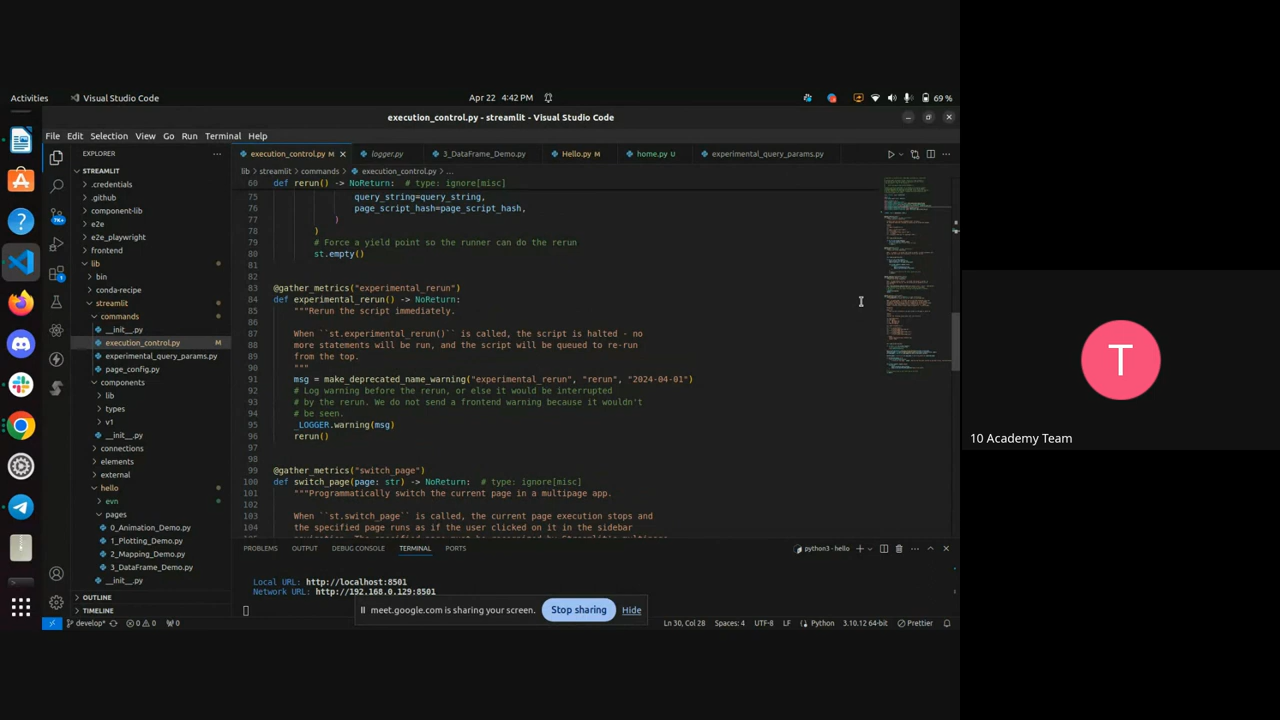 Activities
Visual Studio Code
Apr 22 4:42 PM
69 %
execution_control.py - streamlit - Visual Studio Code
File Edit Selection View Go Run Terminal Help
EXPLORER
STREAMLIT
.credentials
.github
component-lib
e2e
e2e_playwright
frontend
lib
bin
conda-recipe
streamlit
commands
__init__.py
execution_control.py M
experimental_query_params.py
page_config.py
components
lib
types
v1
__init__.py
connections
elements
external
hello
evn
pages
0_Animation_Demo.py
1_Plotting_Demo.py
2_Mapping_Demo.py
3_DataFrame_Demo.py
__init__.py
OUTLINE
TIMELINE
7K+
1
execution_control.py M
logger.py
3_DataFrame_Demo.py
Hello.py M
home.py U
experimental_query_params.py
lib > streamlit > commands > execution_control.py > ...
60 def rerun() -> NoReturn: # type: ignore[misc]
75 query_string=query_string,
76 page_script_hash=page_script_hash,
77 )
78 )
79 # Force a yield point so the runner can do the rerun
80 st.empty()
81
82
83 @gather_metrics("experimental_rerun")
84 def experimental_rerun() -> NoReturn:
85 """Rerun the script immediately.
86
87 When ``st.experimental_rerun()`` is called, the script is halted - no
88 more statements will be run, and the script will be queued to re-run
89 from the top.
90 """
91 msg = make_deprecated_name_warning("experimental_rerun", "rerun", "2024-04-01")
92 # Log warning before the rerun, or else it would be interrupted
93 # by the rerun. We do not send a frontend warning because it wouldn't
94 # be seen.
95 _LOGGER.warning(msg)
96 rerun()
97
98
99 @gather_metrics("switch_page")
100 def switch_page(page: str) -> NoReturn: # type: ignore[misc]
101 """Programmatically switch the current page in a multipage app.
102
103 When ``st.switch_page`` is called, the current page execution stops and
104 the specified page runs as if the user clicked on it in the sidebar
PROBLEMS OUTPUT DEBUG CONSOLE TERMINAL PORTS
python3 - hello
Local URL: http://localhost:8501
Network URL: http://192.168.0.129:8501
meet.google.com is sharing your screen.
Stop sharing
Hide
develop*
0 0
0
Ln 30, Col 28
Spaces: 4
UTF-8
LF
Python
3.10.12 64-bit
Prettier
T
10 Academy Team